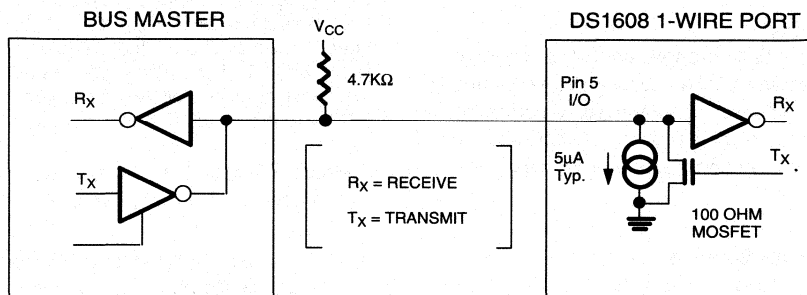 BUS MASTER
DS1608 1-WIRE PORT
VCC
4.7KΩ
RX
TX
RX = RECEIVE
TX = TRANSMIT
Pin 5
I/O
RX
5µA
Typ.
TX
100 OHM
MOSFET